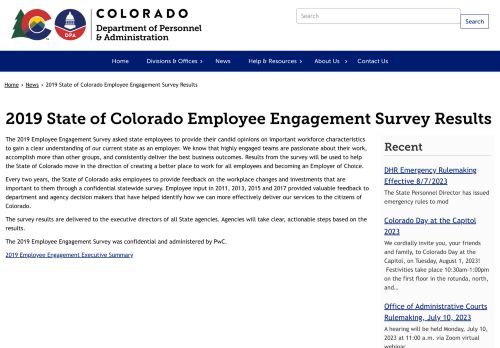 COLORADO
Department of Personnel
& Administration
DPA
Search
Search
Home
Divisions & Offices
News
Help & Resources
About Us
Contact Us
Home › News › 2019 State of Colorado Employee Engagement Survey Results
2019 State of Colorado Employee Engagement Survey Results
The 2019 Employee Engagement Survey asked state employees to provide their candid opinions on important workforce characteristics
to gain a clear understanding of our current state as an employer. We know that highly engaged teams are passionate about their work,
accomplish more than other groups, and consistently deliver the best business outcomes. Results from the survey will be used to help
the State of Colorado move in the direction of creating a better place to work for all employees and becoming an Employer of Choice.
Every two years, the State of Colorado asks employees to provide feedback on the workplace changes and investments that are
important to them through a confidential statewide survey. Employee input in 2011, 2013, 2015 and 2017 provided valuable feedback to
department and agency decision makers that have helped identify how we can more effectively deliver our services to the citizens of
Colorado.
The survey results are delivered to the executive directors of all State agencies. Agencies will take clear, actionable steps based on the
results.
The 2019 Employee Engagement Survey was confidential and administered by PwC.
2019 Employee Engagement Executive Summary
Recent
DHR Emergency Rulemaking
Effective 8/7/2023
The State Personnel Director has issued
emergency rules to mod
Colorado Day at the Capitol
2023
We cordially invite you, your friends
and family, to Colorado Day at the
Capitol, on Tuesday, August 1, 2023!
Festivities take place 10:30am-1:00pm
on the first floor in the rotunda, north,
and…
Office of Administrative Courts
Rulemaking, July 10, 2023
A hearing will be held Monday, July 10,
2023 at 11:00 a.m. via Zoom virtual
webinar